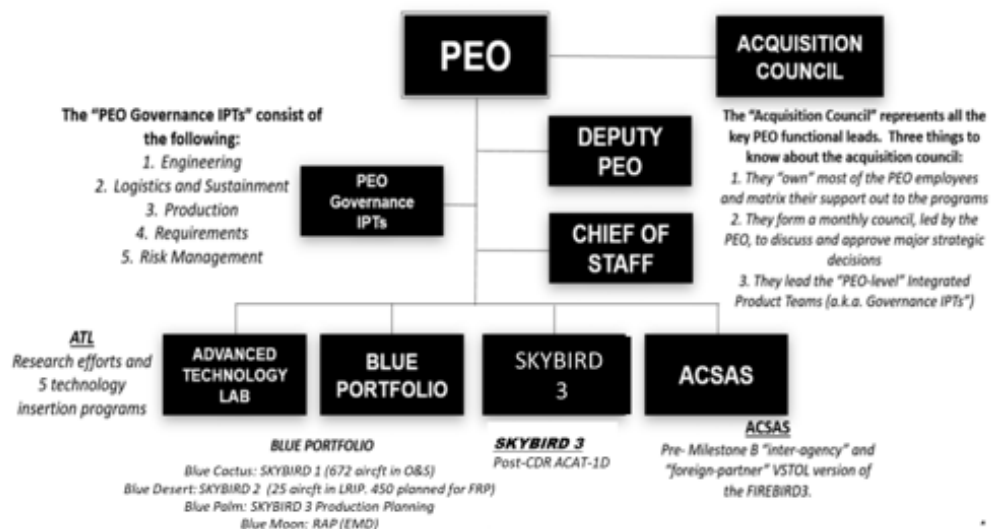 PEO
ACQUISITION
COUNCIL
The "PEO Governance IPTs" consist of
the following:
1. Engineering
2. Logistics and Sustainment
3. Production
4. Requirements
5. Risk Management
PEO
Governance
IPTs
DEPUTY
PEO
CHIEF OF
STAFF
The "Acquisition Council" represents all the
key PEO functional leads. Three things to
know about the acquisition council:
1. They "own" most of the PEO employees
and matrix their support out to the programs
2. They form a monthly council, led by the
PEO, to discuss and approve major strategic
decisions
3. They lead the "PEO-level" Integrated
Product Teams (a.k.a. Governance IPTs")
ATL
Research efforts and
5 technology
insertion programs
ADVANCED
TECHNOLOGY
LAB
BLUE
PORTFOLIO
SKYBIRD
3
ACSAS
BLUE PORTFOLIO
Blue Cactus: SKYBIRD 1 (672 aircft in O&S)
Blue Desert: SKYBIRD 2 (25 aircft in LRIP. 450 planned for FRP)
Blue Palm: SKYBIRD 3 Production Planning
Blue Moon: RAP (EMD)
SKYBIRD 3
Post-CDR ACAT-1D
ACSAS
Pre- Milestone B "inter-agency" and
"foreign-partner" VSTOL version of
the FIREBIRD3.